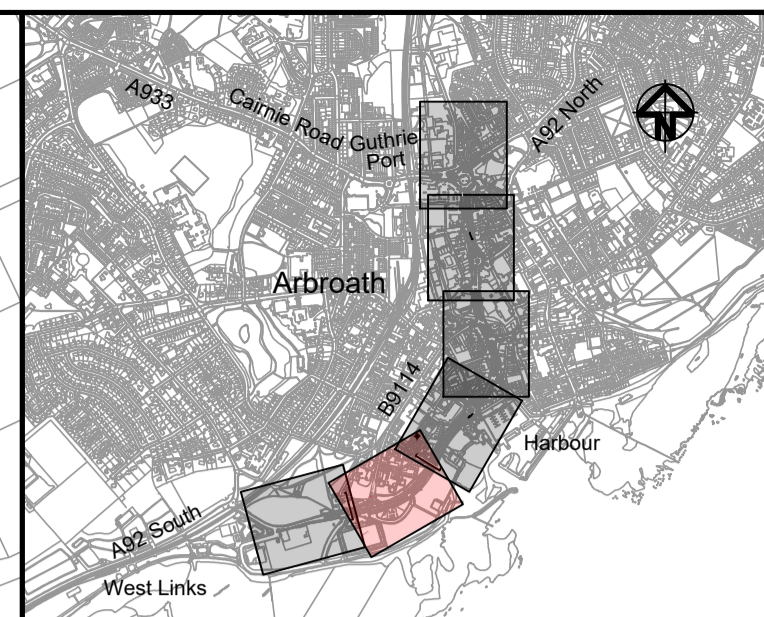 A933
Cairnie Road
Guthrie
Port
A92 North
N
Arbroath
B9114
Harbour
A92 South
West Links